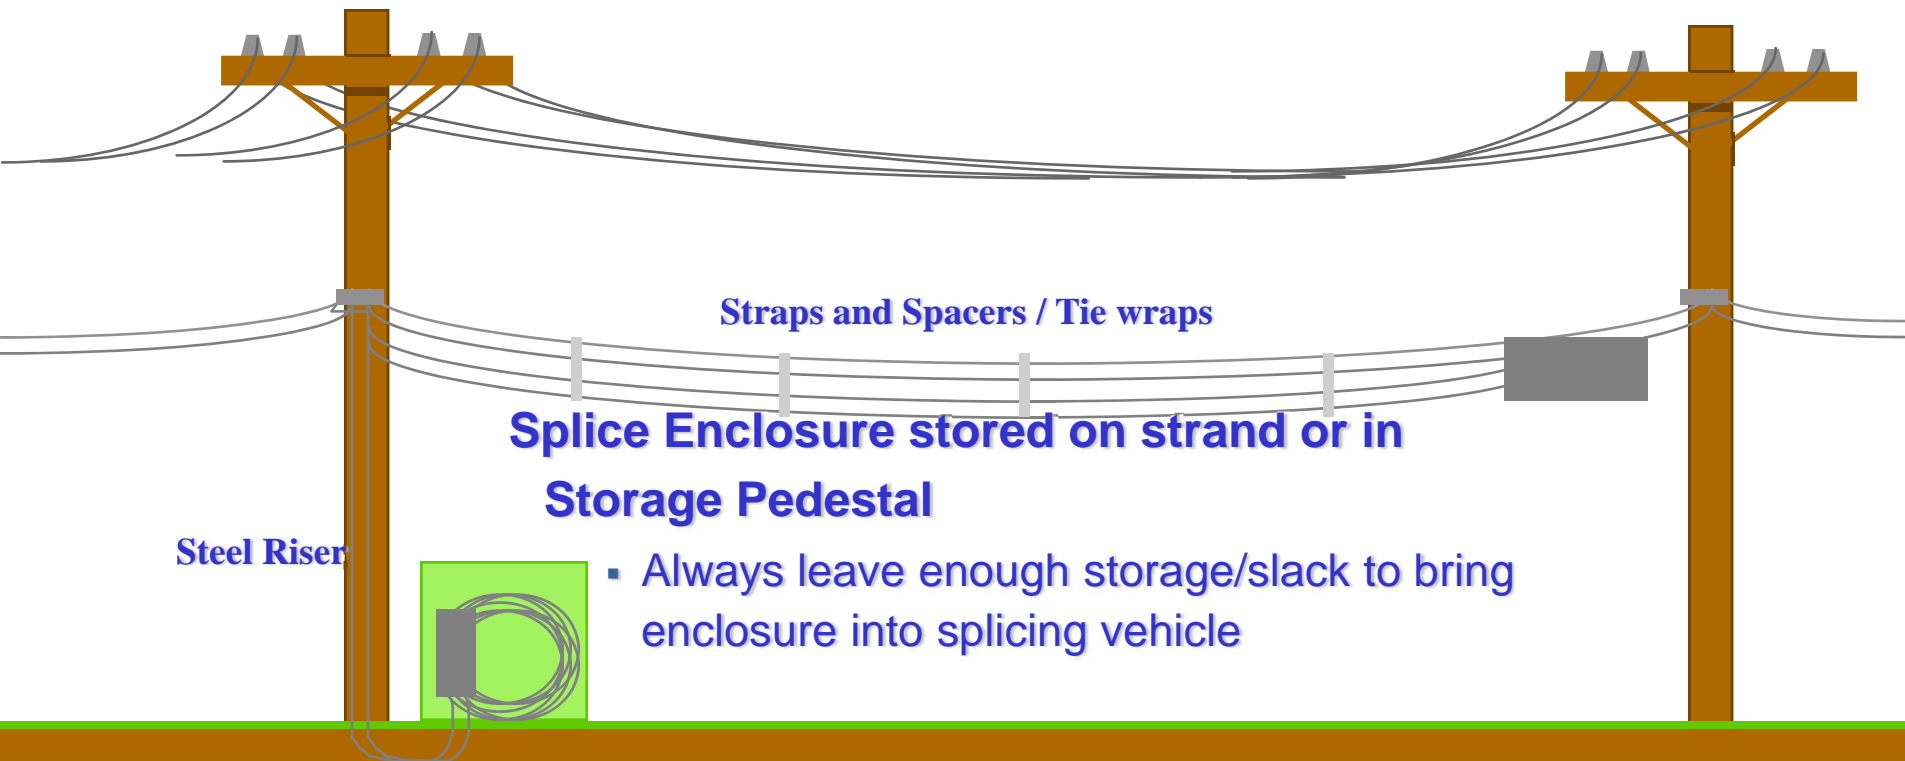 Straps and Spacers / Tie wraps
Splice Enclosure stored on strand or in
Storage Pedestal
Steel Riser
▪ Always leave enough storage/slack to bring
enclosure into splicing vehicle